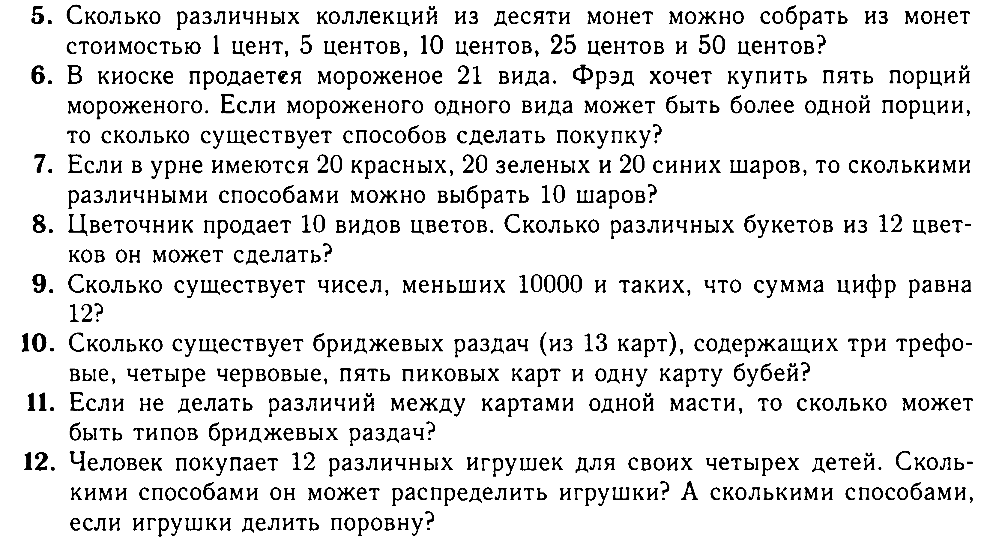 5. Сколько различных коллекций из десяти монет можно собрать из монет
стоимостью 1 цент, 5 центов, 10 центов, 25 центов и 50 центов?
6. В киоске продается мороженое 21 вида. Фрэд хочет купить пять порций
мороженого. Если мороженого одного вида может быть более одной порции,
то сколько существует способов сделать покупку?
7. Если в урне имеются 20 красных, 20 зеленых и 20 синих шаров, то сколькими
различными способами можно выбрать 10 шаров?
8. Цветочник продает 10 видов цветов. Сколько различных букетов из 12 цвет-
ков он может сделать?
9. Сколько существует чисел, меньших 10000 и таких, что сумма цифр равна
12?
10. Сколько существует бриджевых раздач (из 13 карт), содержащих три трефо-
вые, четыре червовые, пять пиковых карт и одну карту бубей?
11. Если не делать различий между картами одной масти, то сколько может
быть типов бриджевых раздач?
12. Человек покупает 12 различных игрушек для своих четырех детей. Сколь-
кими способами он может распределить игрушки? А сколькими способами,
если игрушки делить поровну?